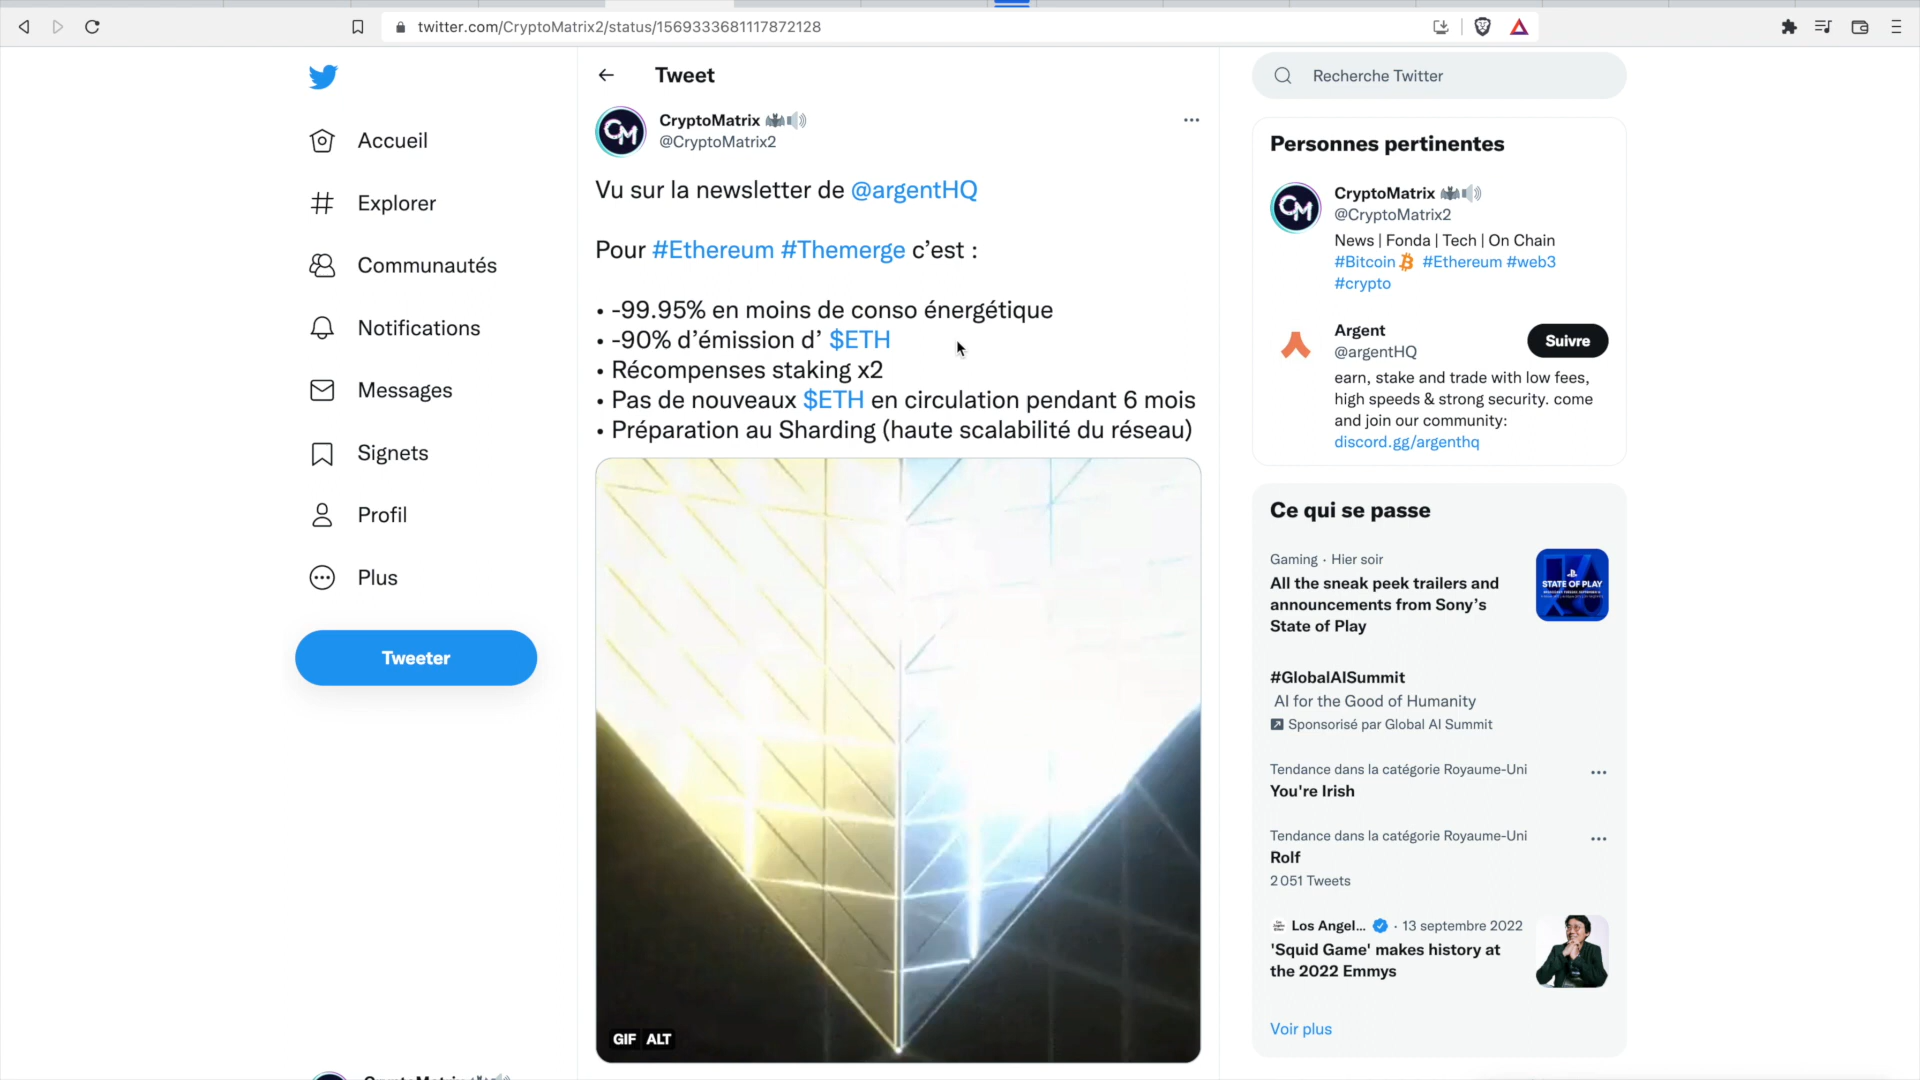 twitter.com/CryptoMatrix2/status/1569333681117872128
Accueil
Explorer
Communautés
Notifications
Messages
Signets
Profil
Plus
Tweeter
Tweet
CM
CryptoMatrix
@CryptoMatrix2
Vu sur la newsletter de @argentHQ
Pour #Ethereum #Themerge c’est :
• -99.95% en moins de conso énergétique
• -90% d’émission d’ $ETH
• Récompenses staking x2
• Pas de nouveaux $ETH en circulation pendant 6 mois
• Préparation au Sharding (haute scalabilité du réseau)
GIF ALT
Recherche Twitter
Personnes pertinentes
CM
CryptoMatrix
@CryptoMatrix2
News | Fonda | Tech | On Chain
#Bitcoin #Ethereum #web3
#crypto
Argent
@argentHQ
Suivre
earn, stake and trade with low fees,
high speeds & strong security. come
and join our community:
discord.gg/argenthq
Ce qui se passe
Gaming · Hier soir
All the sneak peek trailers and
announcements from Sony’s
State of Play
STATE OF PLAY
#GlobalAISummit
AI for the Good of Humanity
Sponsorisé par Global AI Summit
Tendance dans la catégorie Royaume-Uni
You're Irish
Tendance dans la catégorie Royaume-Uni
Rolf
2 051 Tweets
Los Angel... · 13 septembre 2022
'Squid Game' makes history at
the 2022 Emmys
Voir plus